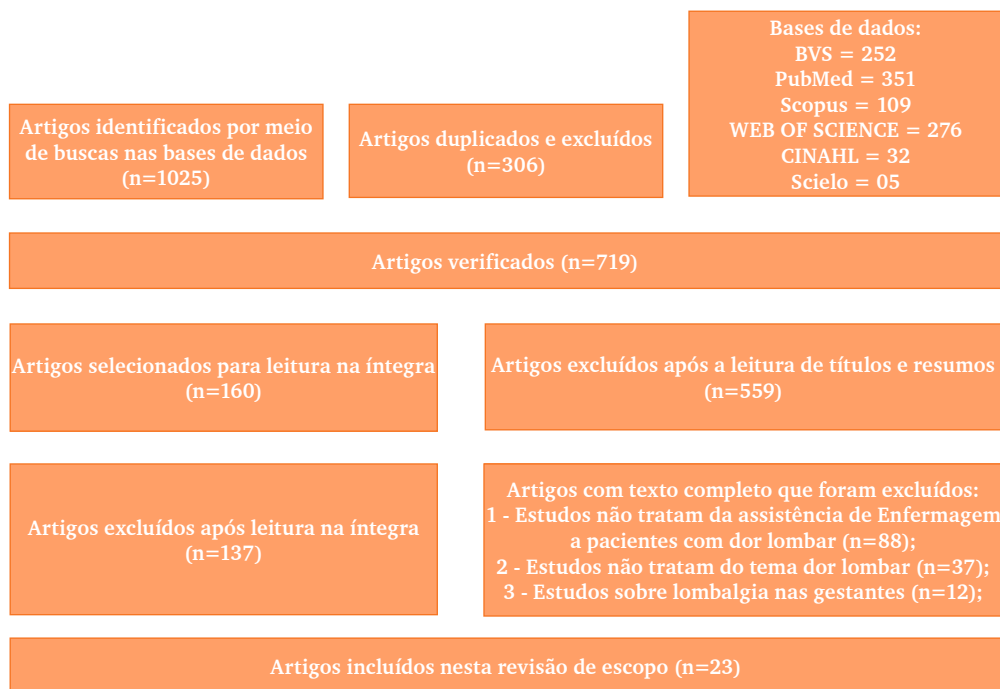 Artigos identificados por meio
de buscas nas bases de dados
(n=1025)
Artigos duplicados e excluídos
(n=306)
Bases de dados:
BVS = 252
PubMed = 351
Scopus = 109
WEB OF SCIENCE = 276
CINAHL = 32
Scielo = 05
Artigos verificados (n=719)
Artigos selecionados para leitura na íntegra
(n=160)
Artigos excluídos após a leitura de títulos e resumos
(n=559)
Artigos excluídos após leitura na íntegra
(n=137)
Artigos com texto completo que foram excluídos:
1 - Estudos não tratam da assistência de Enfermagem
a pacientes com dor lombar (n=88);
2 - Estudos não tratam do tema dor lombar (n=37);
3 - Estudos sobre lombalgia nas gestantes (n=12);
Artigos incluídos nesta revisão de escopo (n=23)